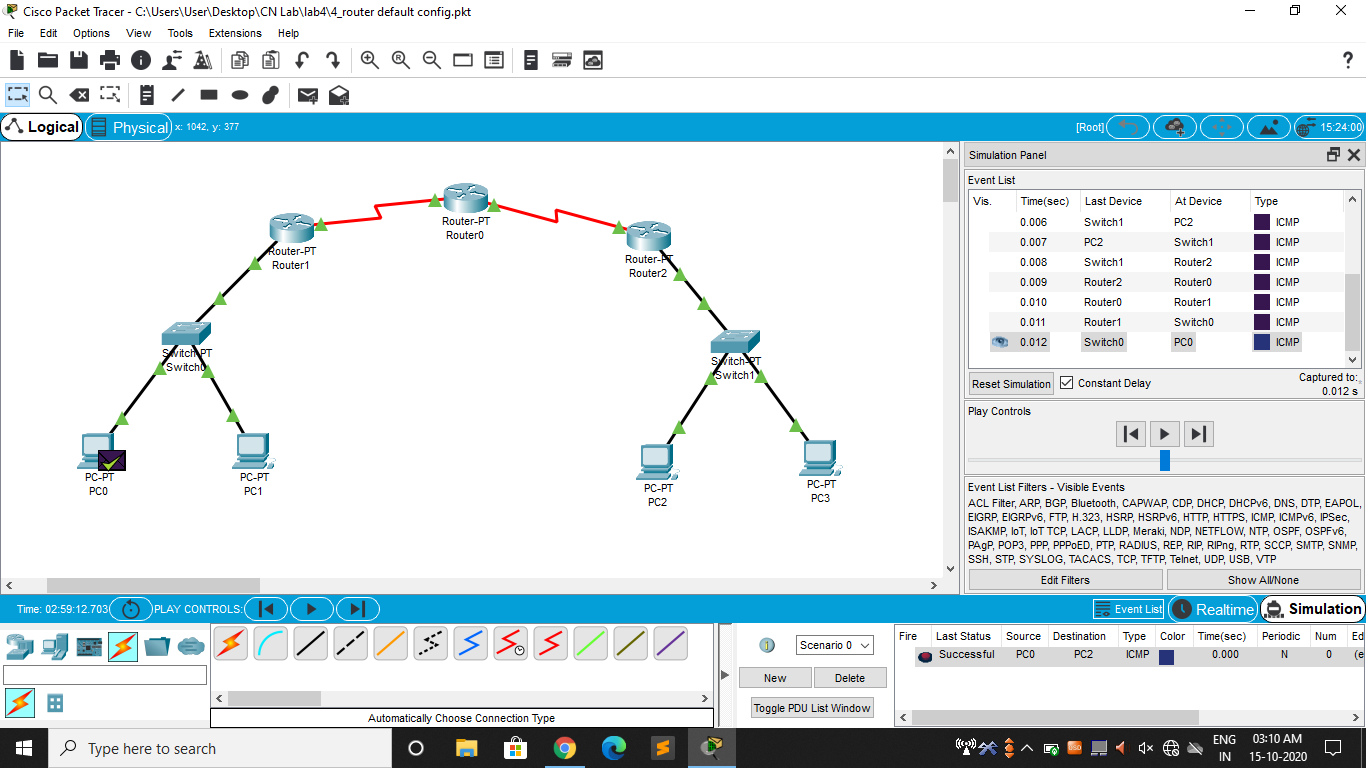 Cisco Packet Tracer - C:\Users\User\Desktop\CN Lab\lab4\4_router default config.pkt
File Edit Options View Tools Extensions Help
?
Logical Physical x: 1042, y: 377 [Root] 15:24:00
Router-PT
Router0
Router-PT
Router1
Router-PT
Router2
Switch-PT
Switch0
Switch-PT
Switch1
PC-PT
PC0
PC-PT
PC1
PC-PT
PC2
PC-PT
PC3
Simulation Panel
Event List
Vis. Time(sec) Last Device At Device Type
0.006 Switch1 PC2 ICMP
0.007 PC2 Switch1 ICMP
0.008 Switch1 Router2 ICMP
0.009 Router2 Router0 ICMP
0.010 Router0 Router1 ICMP
0.011 Router1 Switch0 ICMP
0.012 Switch0 PC0 ICMP
Reset Simulation Constant Delay Captured to:
0.012 s
Play Controls
Event List Filters - Visible Events
ACL Filter, ARP, BGP, Bluetooth, CAPWAP, CDP, DHCP, DHCPv6, DNS, DTP, EAPOL,
EIGRP, EIGRPv6, FTP, H.323, HSRP, HSRPv6, HTTP, HTTPS, ICMP, ICMPv6, IPSec,
ISAKMP, IoT, IoT TCP, LACP, LLDP, Meraki, NDP, NETFLOW, NTP, OSPF, OSPFv6,
PAgP, POP3, PPP, PPPoED, PTP, RADIUS, REP, RIP, RIPng, RTP, SCCP, SMTP, SNMP,
SSH, STP, SYSLOG, TACACS, TCP, TFTP, Telnet, UDP, USB, VTP
Edit Filters Show All/None
Time: 02:59:12.703 PLAY CONTROLS: Event List Realtime Simulation
Automatically Choose Connection Type
Scenario 0
New Delete
Toggle PDU List Window
Fire Last Status Source Destination Type Color Time(sec) Periodic Num Edi
Successful PC0 PC2 ICMP 0.000 N 0 (e
Type here to search
ENG
IN
03:10 AM
15-10-2020